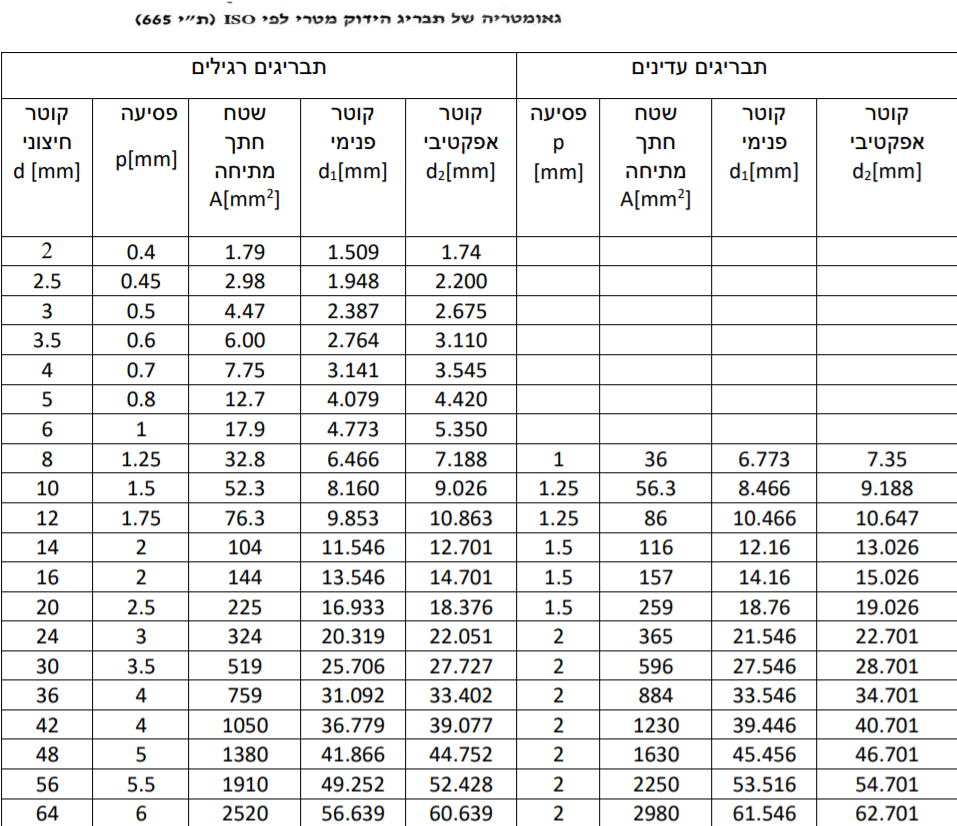 גאומטריה של תבריג הידוק מטרי לפי ISO (ת״י 665)
תבריגים רגילים תבריגים עדינים
קוטר חיצוני d [mm] פסיעה p[mm] שטח חתך מתיחה A[mm²] קוטר פנימי d₁[mm] קוטר אפקטיבי d₂[mm] פסיעה p [mm] שטח חתך מתיחה A[mm²] קוטר פנימי d₁[mm] קוטר אפקטיבי d₂[mm]
2 0.4 1.79 1.509 1.74
2.5 0.45 2.98 1.948 2.200
3 0.5 4.47 2.387 2.675
3.5 0.6 6.00 2.764 3.110
4 0.7 7.75 3.141 3.545
5 0.8 12.7 4.079 4.420
6 1 17.9 4.773 5.350
8 1.25 32.8 6.466 7.188 1 36 6.773 7.35
10 1.5 52.3 8.160 9.026 1.25 56.3 8.466 9.188
12 1.75 76.3 9.853 10.863 1.25 86 10.466 10.647
14 2 104 11.546 12.701 1.5 116 12.16 13.026
16 2 144 13.546 14.701 1.5 157 14.16 15.026
20 2.5 225 16.933 18.376 1.5 259 18.76 19.026
24 3 324 20.319 22.051 2 365 21.546 22.701
30 3.5 519 25.706 27.727 2 596 27.546 28.701
36 4 759 31.092 33.402 2 884 33.546 34.701
42 4 1050 36.779 39.077 2 1230 39.446 40.701
48 5 1380 41.866 44.752 2 1630 45.456 46.701
56 5.5 1910 49.252 52.428 2 2250 53.516 54.701
64 6 2520 56.639 60.639 2 2980 61.546 62.701